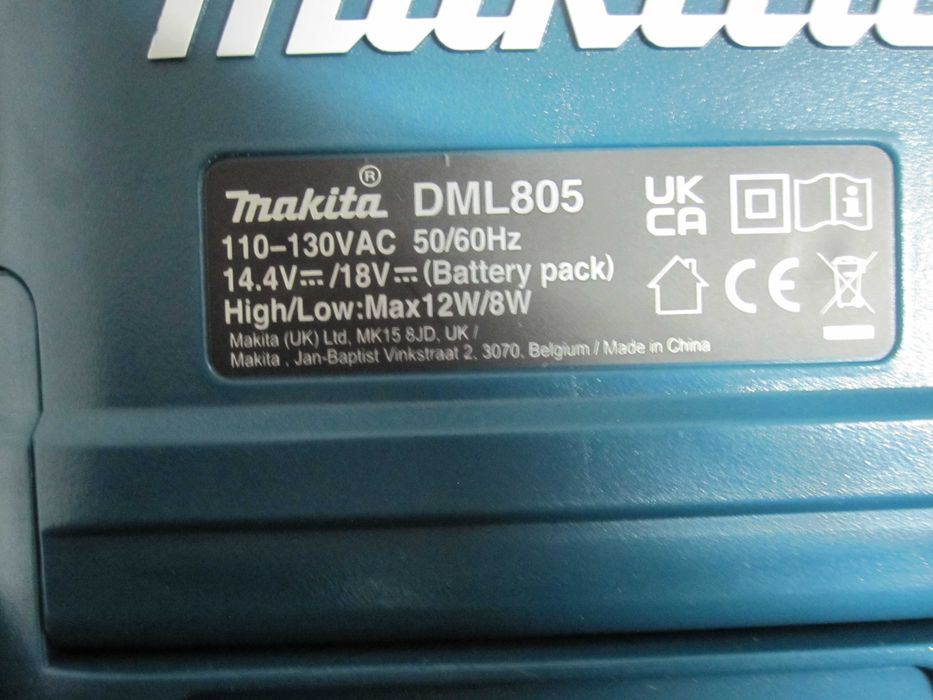 makita
makita® DML805
110–130VAC 50/60Hz
14.4V⎓/18V⎓(Battery pack)
High/Low:Max12W/8W
Makita (UK) Ltd, MK15 8JD, UK /
Makita , Jan-Baptist Vinkstraat 2, 3070, Belgium / Made in China
UK
CA
i
CE